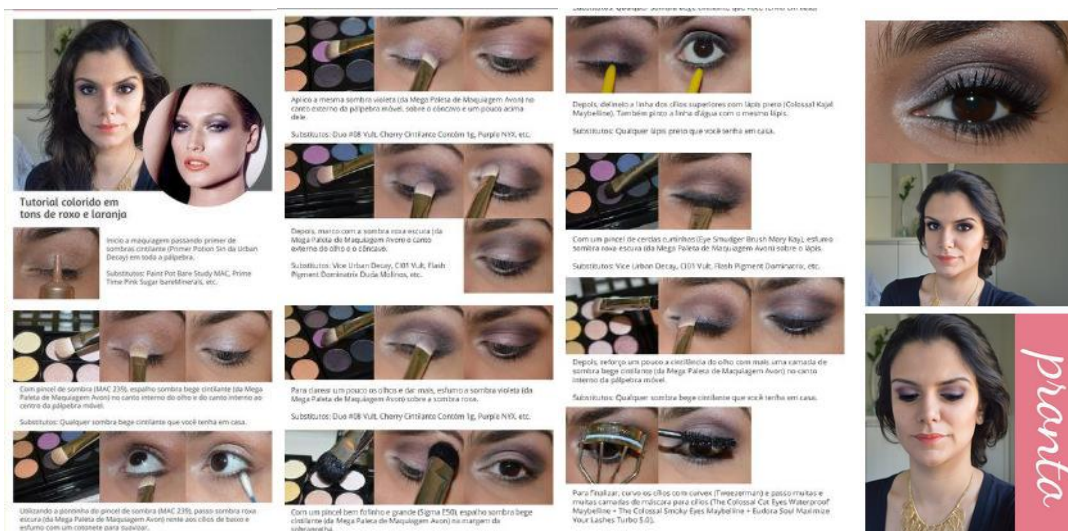 Tutorial colorido em
tons de roxo e laranja
Inicio a maquiagem passando primer de
sombras cintilante (Primer Potion Sin da Urban
Decay) em toda a pálpebra.
Substitutos: Paint Pot Bare Study MAC, Prime
Time Pink Sugar bareMinerals, etc.
Com pincel de sombra (MAC 239), espalho sombra bege cintilante (da Mega
Paleta de Maquiagem Avon) no canto interno do olho e do canto interno ao
centro da pálpebra móvel.
Substitutos: Qualquer sombra bege cintilante que você tenha em casa.
Utilizando a pontinha do pincel de sombra (MAC 239), passo sombra roxa
escura (da Mega Paleta de Maquiagem Avon) rente aos cílios de baixo e
esfumo com um cotonete para suavizar.
Aplico a mesma sombra violeta (da Mega Paleta de Maquiagem Avon) no
canto externo da pálpebra móvel, sobre o côncavo e um pouco acima
dele.
Substitutos: Duo #08 Vult, Cherry Cintilante Contém 1g, Purple NYX, etc.
Depois, marco com a sombra roxa escura (da
Mega Paleta de Maquiagem Avon) o canto
externo do olho e o côncavo.
Substitutos: Vice Urban Decay, CI01 Vult, Flash
Pigment Dominatrix Duda Molinos, etc.
Para clarear um pouco os olhos e dar mais, esfumo a sombra violeta (da
Mega Paleta de Maquiagem Avon) sobre a sombra roxa.
Substitutos: Duo #08 Vult, Cherry Cintilante Contém 1g, Purple NYX, etc.
Com um pincel bem fofinho e grande (Sigma E50), espalho sombra bege
cintilante (da Mega Paleta de Maquiagem Avon) na margem da
sobrancelha.
Substitutos: Qualquer sombra bege cintilante que você tenha em casa.
Depois, delineio a linha dos cílios superiores com lápis preto (Colossal Kajal
Maybelline). Também pinto a linha d'água com o mesmo lápis.
Substitutos: Qualquer lápis preto que você tenha em casa.
Com um pincel de cerdas curtinhas (Eye Smudger Brush Mary Kay), esfumo
sombra roxa escura (da Mega Paleta de Maquiagem Avon) sobre o lápis.
Substitutos: Vice Urban Decay, CI01 Vult, Flash Pigment Dominatrix, etc.
Depois, reforço um pouco a cintilância do olho com mais uma camada de
sombra bege cintilante (da Mega Paleta de Maquiagem Avon) no canto
interno da pálpebra móvel.
Substitutos: Qualquer sombra bege cintilante que você tenha em casa.
Para finalizar, curvo os cílios com curvex (Tweezerman) e passo muitas e
muitas camadas de máscara para cílios (The Colossal Cat Eyes Waterproof
Maybelline + The Colossal Smoky Eyes Maybelline + Eudora Soul Maximize
Your Lashes Turbo 5.0).
pronto